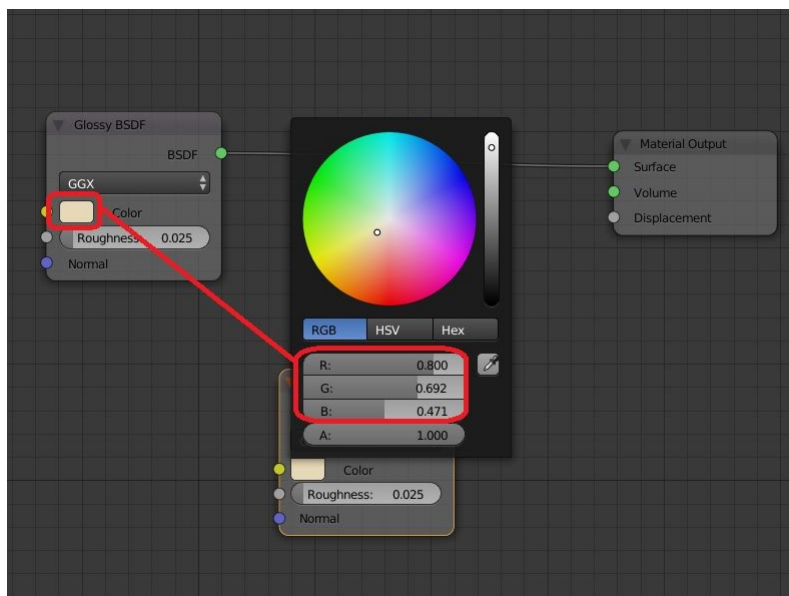 Glossy BSDF
BSDF
GGX
Color
Roughness: 0.025
Normal
RGB HSV Hex
R: 0.800
G: 0.692
B: 0.471
A: 1.000
Color
Roughness: 0.025
Normal
Material Output
Surface
Volume
Displacement